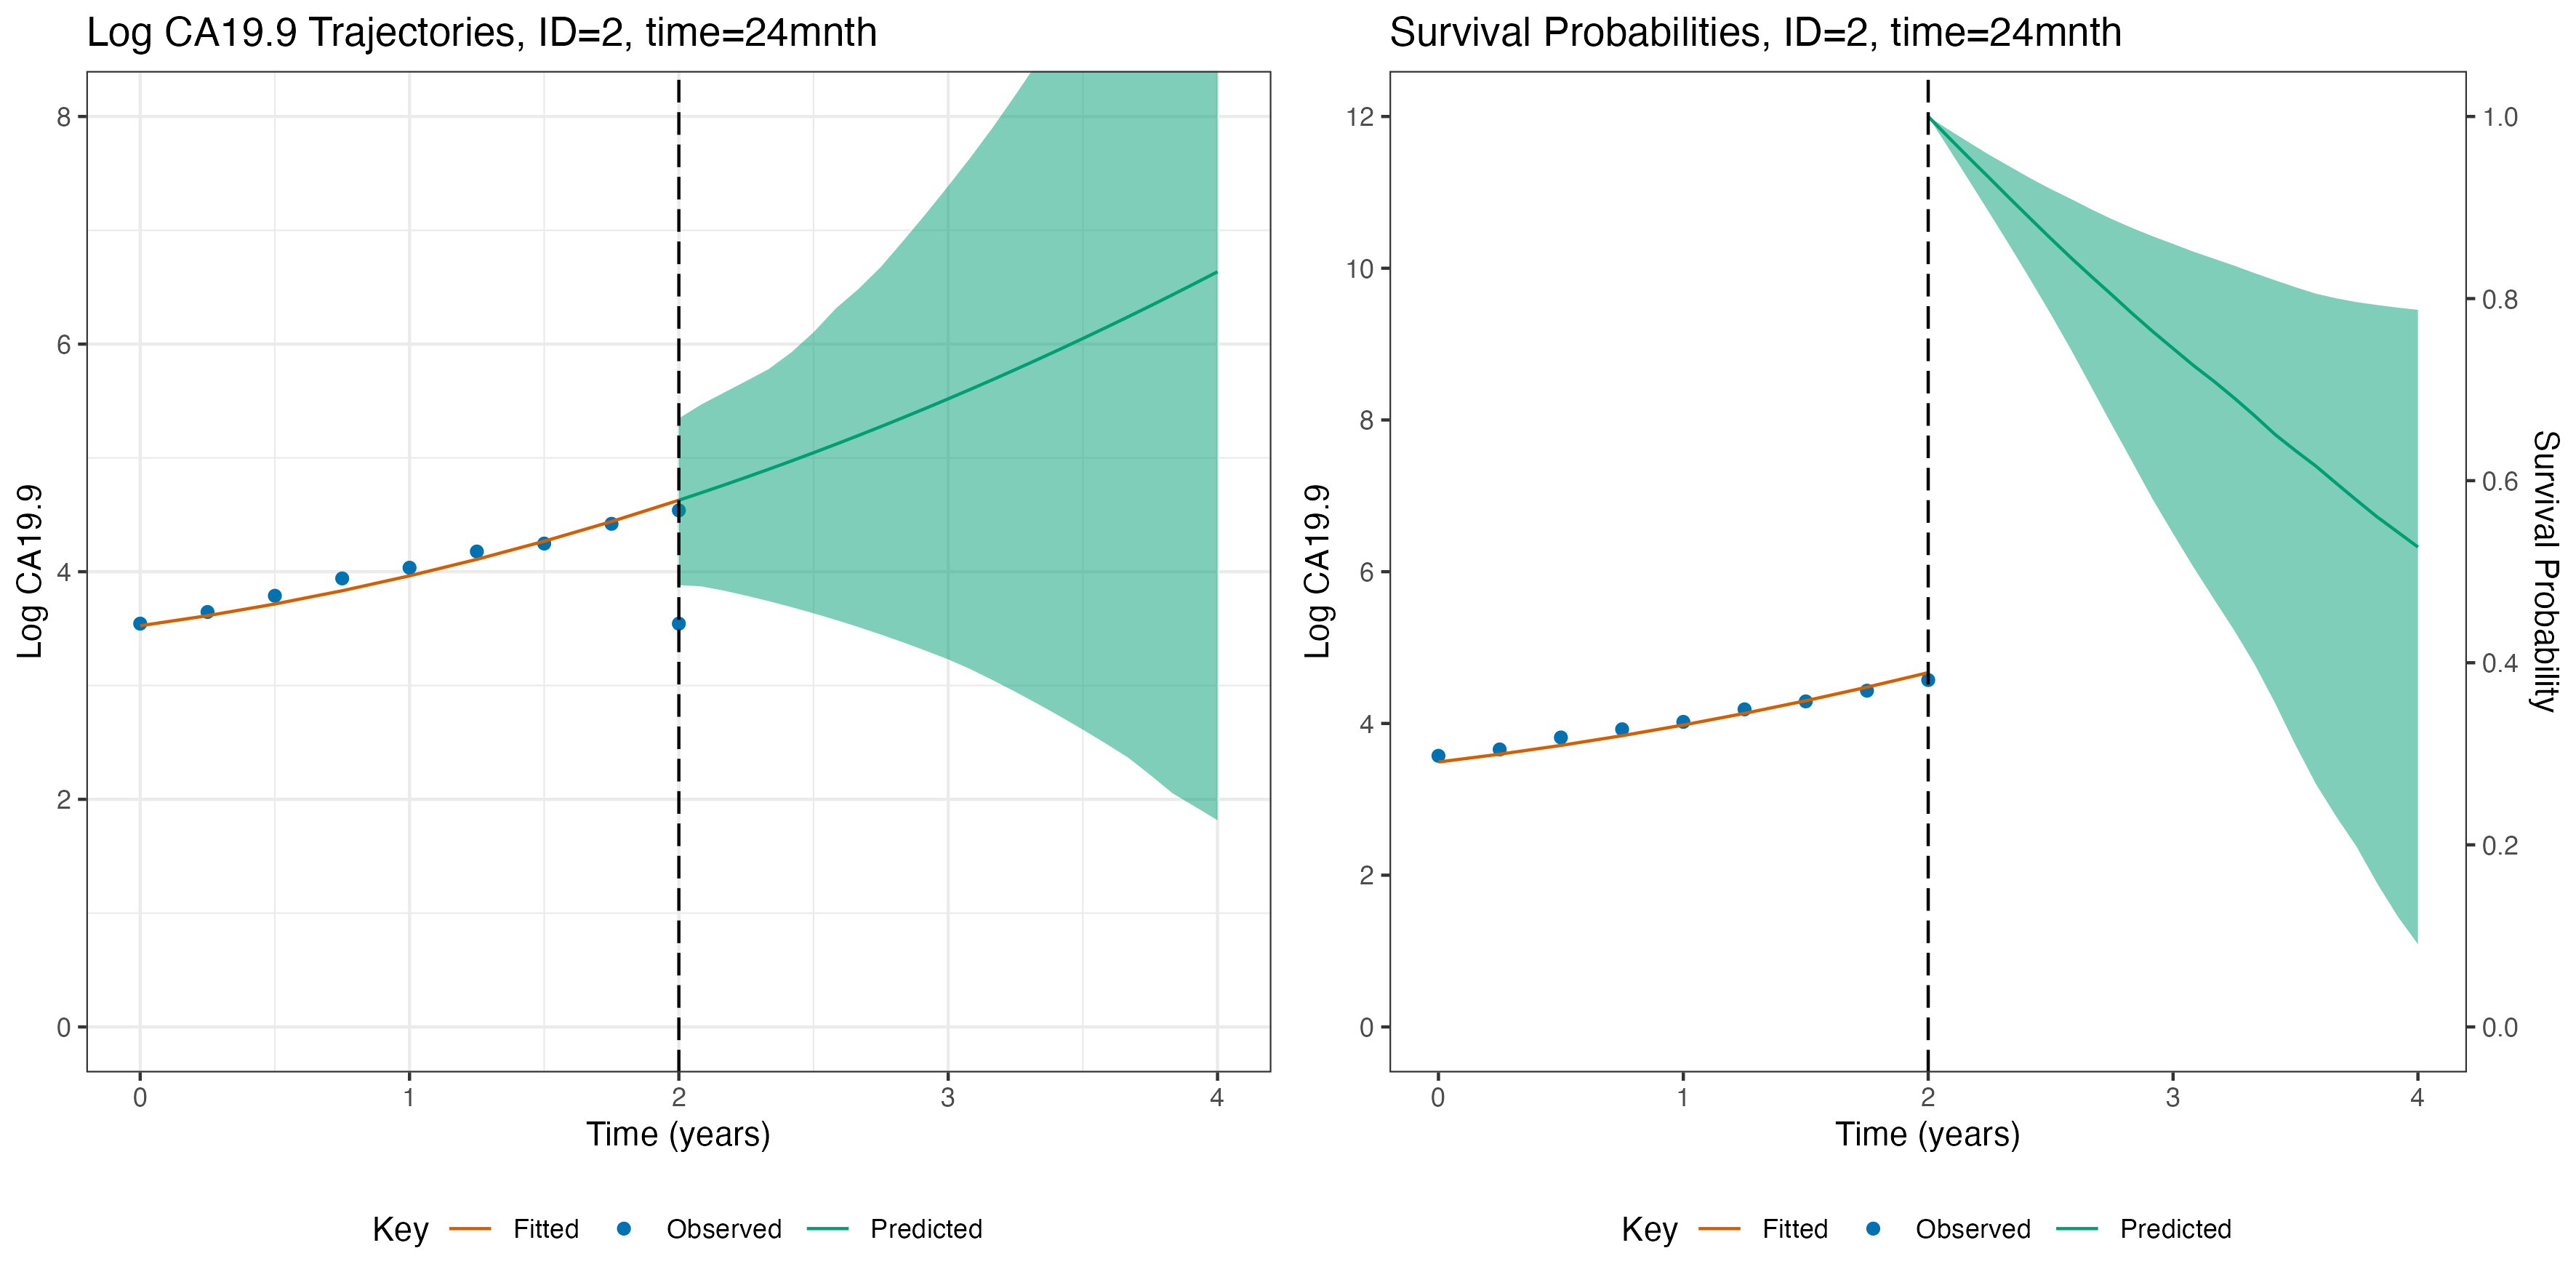 Log CA19.9 Trajectories, ID=2, time=24mnth
Log CA19.9
8
6
4
2
0
0 1 2 3 4
Time (years)
Key Fitted Observed Predicted
Survival Probabilities, ID=2, time=24mnth
Log CA19.9
12
10
8
6
4
2
0
1.0
0.8
0.6
0.4
0.2
0.0
Survival Probability
0 1 2 3 4
Time (years)
Key Fitted Observed Predicted